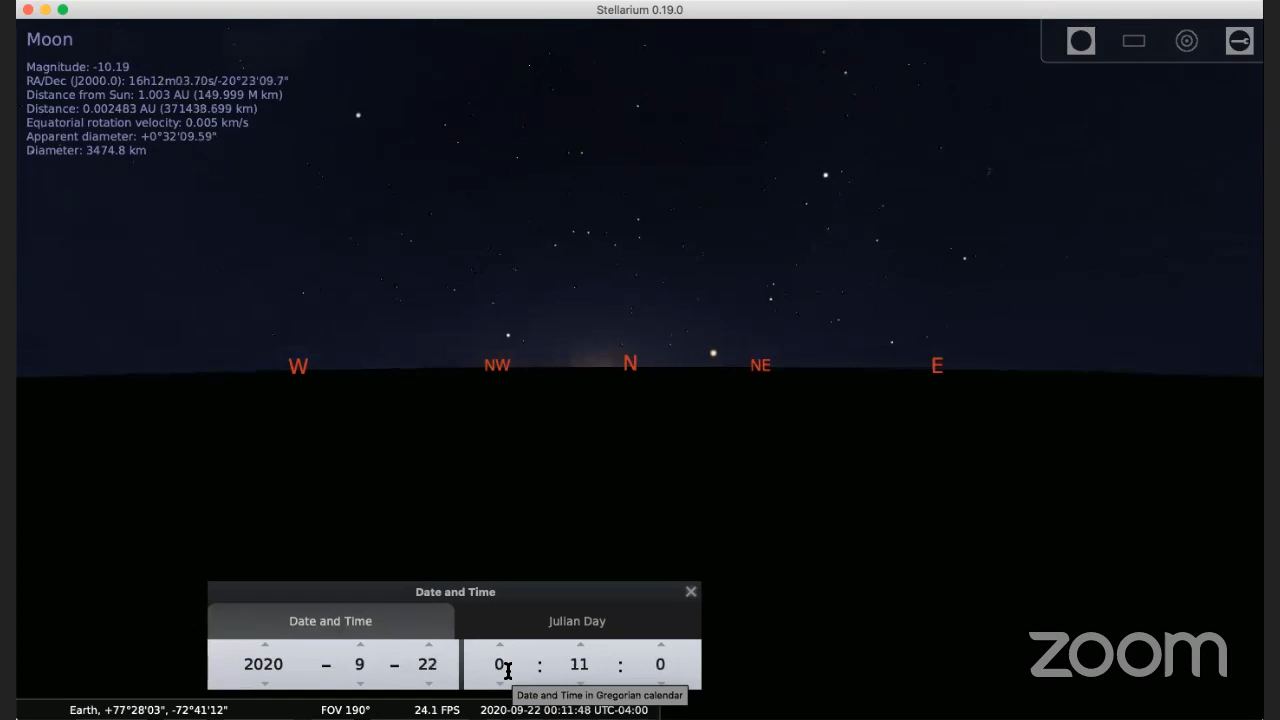 Stellarium 0.19.0
Moon
Magnitude: -10.19
RA/Dec (J2000.0): 16h12m03.70s/-20°23'09.7"
Distance from Sun: 1.003 AU (149.999 M km)
Distance: 0.002483 AU (371438.699 km)
Equatorial rotation velocity: 0.005 km/s
Apparent diameter: +0°32'09.59"
Diameter: 3474.8 km
W NW N NE E
Date and Time
Date and Time Julian Day
2020 - 9 - 22 0 : 11 : 0
Date and Time in Gregorian calendar
Earth, +77°28'03", -72°41'12" FOV 190° 24.1 FPS 2020-09-22 00:11:48 UTC-04:00
zoom